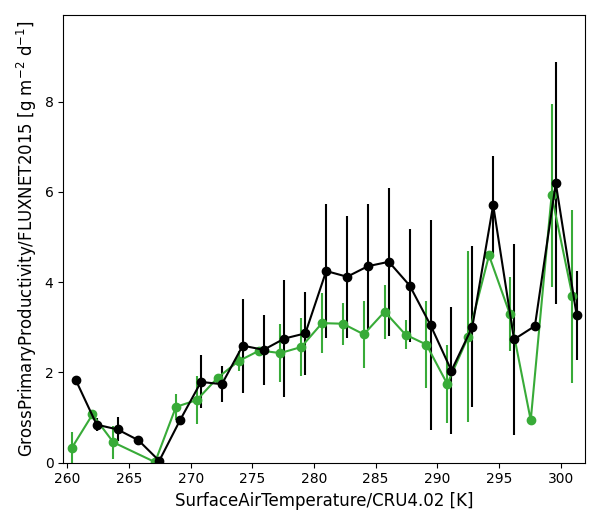 GrossPrimaryProductivity/FLUXNET2015 [g m⁻² d⁻¹]
8
6
4
2
0
260 265 270 275 280 285 290 295 300
SurfaceAirTemperature/CRU4.02 [K]